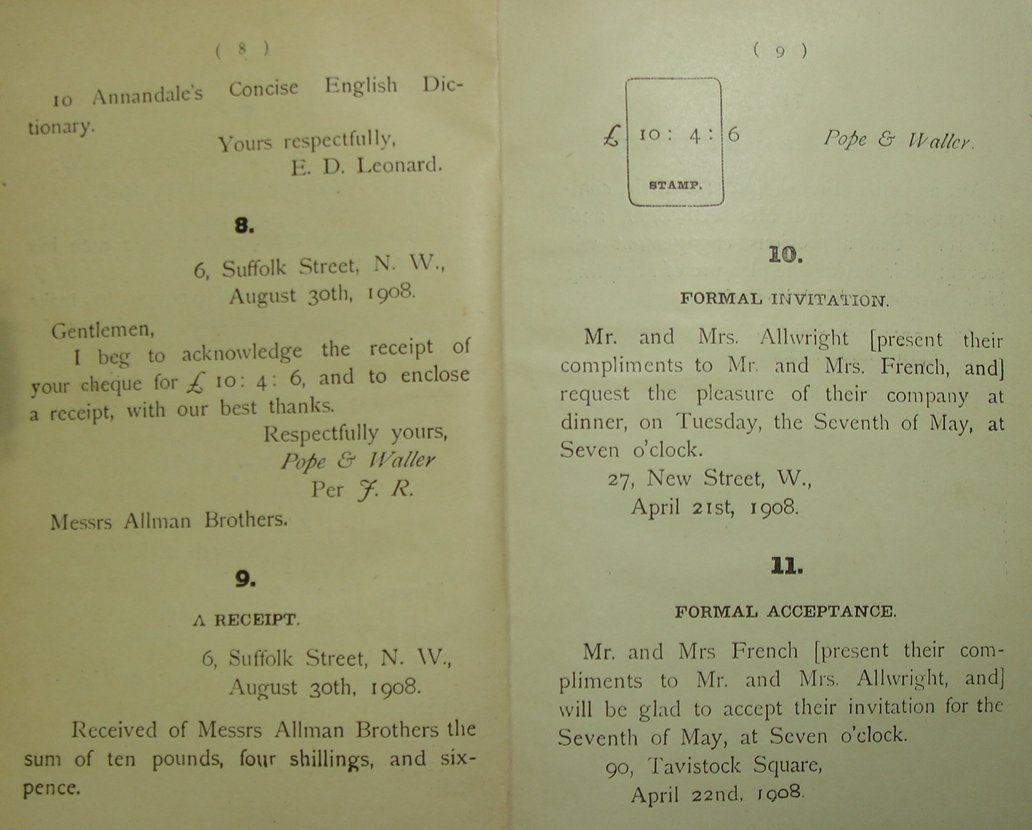 ( 8 )
10 Annandale's Concise English Dic-
tionary.
Yours respectfully,
E. D. Leonard.
8.
6, Suffolk Street, N. W.,
August 30th, 1908.
Gentlemen,
I beg to acknowledge the receipt of
your cheque for £ 10: 4: 6, and to enclose
a receipt, with our best thanks.
Respectfully yours,
Pope & Waller
Per J. R.
Messrs Allman Brothers.
9.
A RECEIPT.
6, Suffolk Street, N. W.,
August 30th, 1908.
Received of Messrs Allman Brothers the
sum of ten pounds, four shillings, and six-
pence.
( 9 )
£ 10: 4: 6 Pope & Waller.
STAMP.
10.
FORMAL INVITATION.
Mr. and Mrs. Allwright [present their
compliments to Mr. and Mrs. French, and]
request the pleasure of their company at
dinner, on Tuesday, the Seventh of May, at
Seven o'clock.
27, New Street, W.,
April 21st, 1908.
11.
FORMAL ACCEPTANCE.
Mr. and Mrs French [present their com-
pliments to Mr. and Mrs. Allwright, and]
will be glad to accept their invitation for the
Seventh of May, at Seven o'clock.
90, Tavistock Square,
April 22nd, 1908.